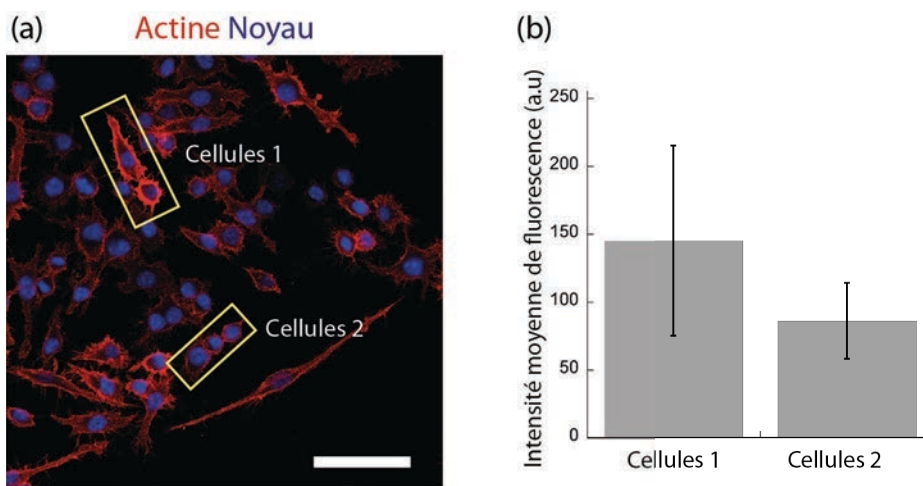 (a)
Actine Noyau
Cellules 1
Cellules 2
(b)
Intensité moyenne de fluorescence (a.u)
250
200
150
100
50
0
Cellules 1
Cellules 2